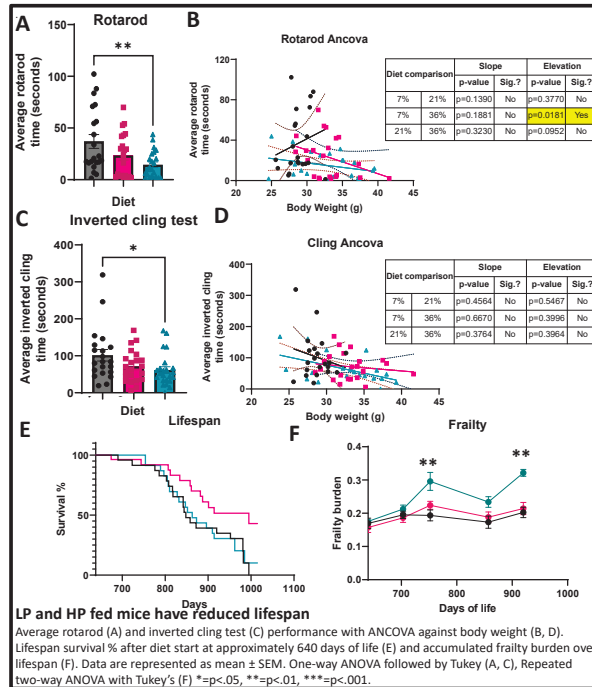 A
Rotarod
Average rotarod
time (seconds)
150
100
50
0
**
Diet
B
Rotarod Ancova
Average rotarod
time (seconds)
120
80
40
0
20 25 30 35 40 45
Body Weight (g)
Diet comparison Slope Elevation
p-value Sig.? p-value Sig.?
7% 21% p=0.1390 No p=0.3770 No
7% 36% p=0.1881 No p=0.0181 Yes
21% 36% p=0.3230 No p=0.0952 No
C
Inverted cling test
Average inverted cling
time (seconds)
400
300
200
100
0
*
Diet
D
Cling Ancova
Average inverted cling
time (seconds)
400
300
200
100
0
20 25 30 35 40 45
Body weight (g)
Diet comparison Slope Elevation
p-value Sig.? p-value Sig.?
7% 21% p=0.4564 No p=0.5467 No
7% 36% p=0.6670 No p=0.3996 No
21% 36% p=0.3764 No p=0.3964 No
E
Lifespan
Survival %
100
50
0
700 800 900 1000 1100
Days
F
Frailty
Frailty burden
0.4
0.3
0.2
0.1
0.0
** **
700 800 900 1000
Days of life
LP and HP fed mice have reduced lifespan
Average rotarod (A) and inverted cling test (C) performance with ANCOVA against body weight (B, D).
Lifespan survival % after diet start at approximately 640 days of life (E) and accumulated frailty burden over
lifespan (F). Data are represented as mean ± SEM. One-way ANOVA followed by Tukey (A, C), Repeated
two-way ANOVA with Tukey's (F) *=p<.05, **=p<.01, ***=p<.001.